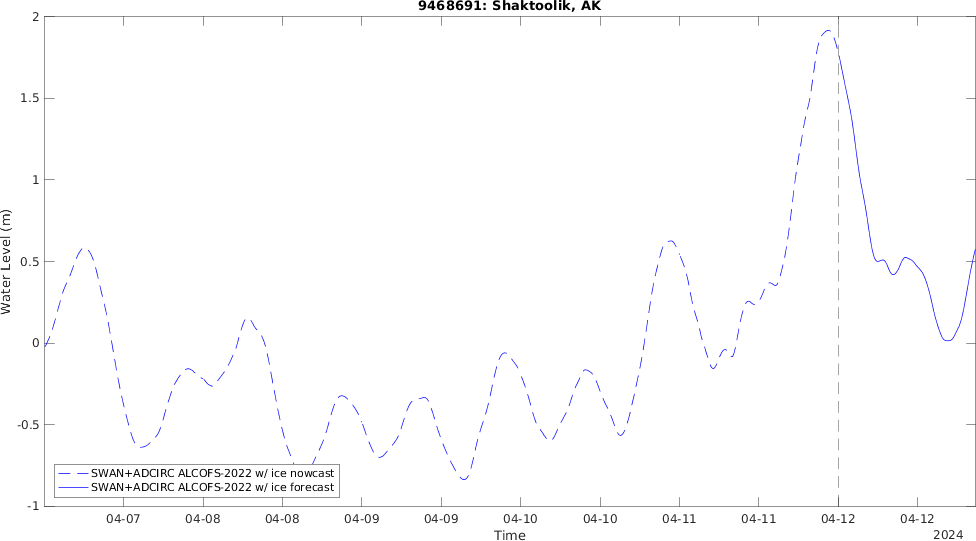 9468691: Shaktoolik, AK
Water Level (m)
2
1.5
1
0.5
0
-0.5
-1
SWAN+ADCIRC ALCOFS-2022 w/ ice nowcast
SWAN+ADCIRC ALCOFS-2022 w/ ice forecast
04-07 04-08 04-08 04-09 04-09 04-10 04-10 04-11 04-11 04-12 04-12
Time
2024